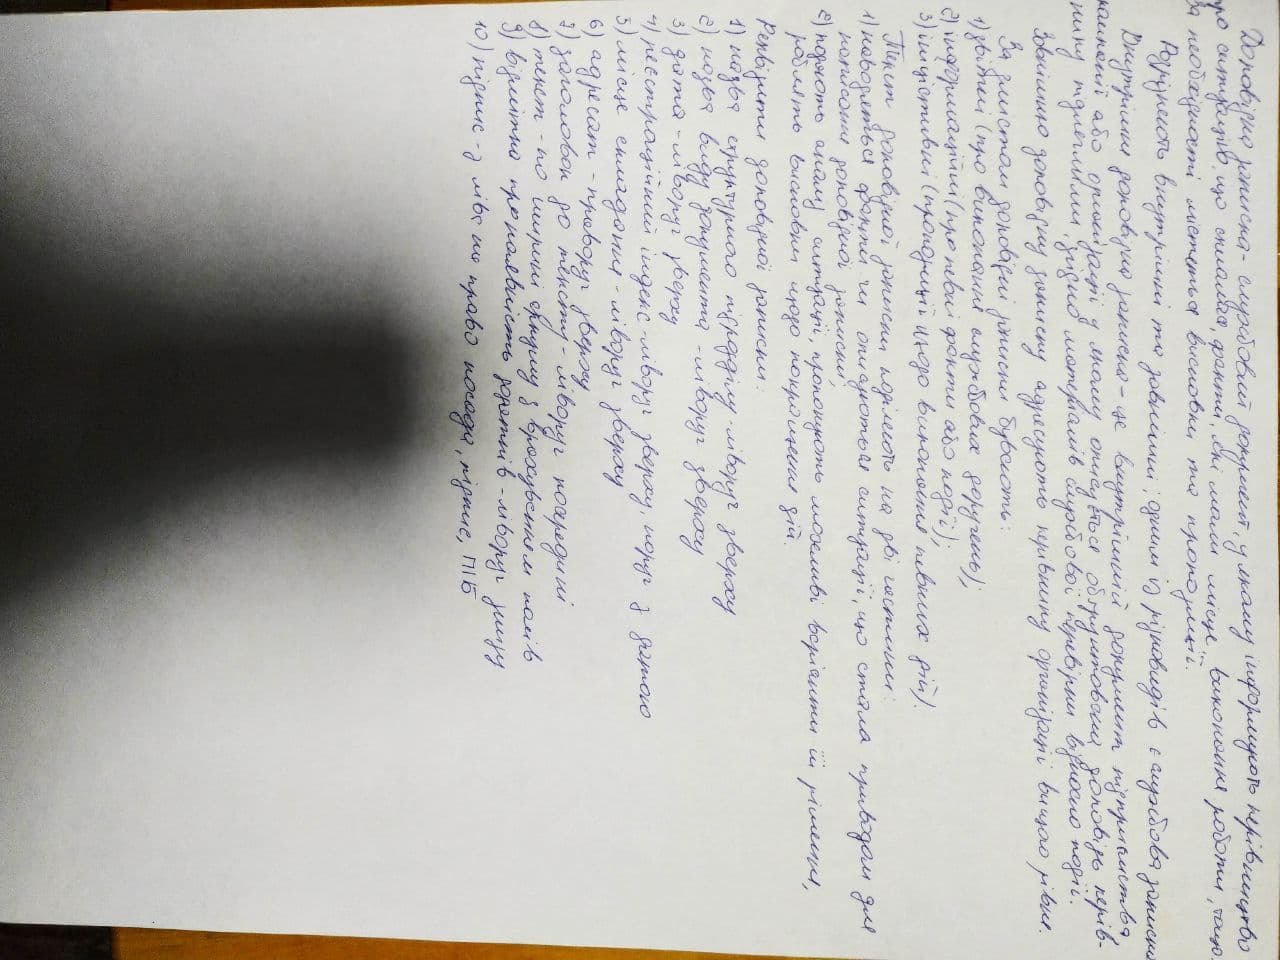 Доповідна записка - службовий документ, у якому інформують керівництво
про ситуацію, що склалася, факти, які мали місце, виконання роботи, тощо.
За необхідності містяться висновки та пропозиції.
Розрізняють внутрішні та зовнішні; одним із різновидів є службова записка
Внутрішня доповідна записка - це внутрішній документ підприємства,
компанії або організації у якому описується обґрунтована доповідь керів-
нику підлеглими, згідно матеріалів службової перевірки відносно події.
Зовнішню доповідну записку адресують керівнику організації вищого рівня.
За змістом доповідні записки бувають:
1) звітні (про виконання службових доручень);
2) інформаційні (про певні факти або події);
3) ініціативні (пропозиції щодо виконання певних дій).
Текст доповідної записки поділяють на дві частини:
1) наводяться факти чи описуються ситуації, що стала приводом для
написання доповідної записки;
2) подають аналіз ситуації, пропонують можливі варіанти її рішення,
роблять висновки щодо покращення дій.
Реквізити доповідної записки:
1) назва структурного підрозділу - ліворуч зверху
2) назва виду документа - ліворуч зверху
3) дата - ліворуч зверху
4) реєстраційний індекс - ліворуч зверху, поруч з датою
5) місце складання - ліворуч зверху
6) адресат - праворуч зверху
7) заголовок до тексту - ліворуч посередині
8) текст - по ширині аркушу з врахуванням полів
9) відмітка про наявність додатків - ліворуч знизу
10) підпис - з ліва на право посада, підпис, ПІБ